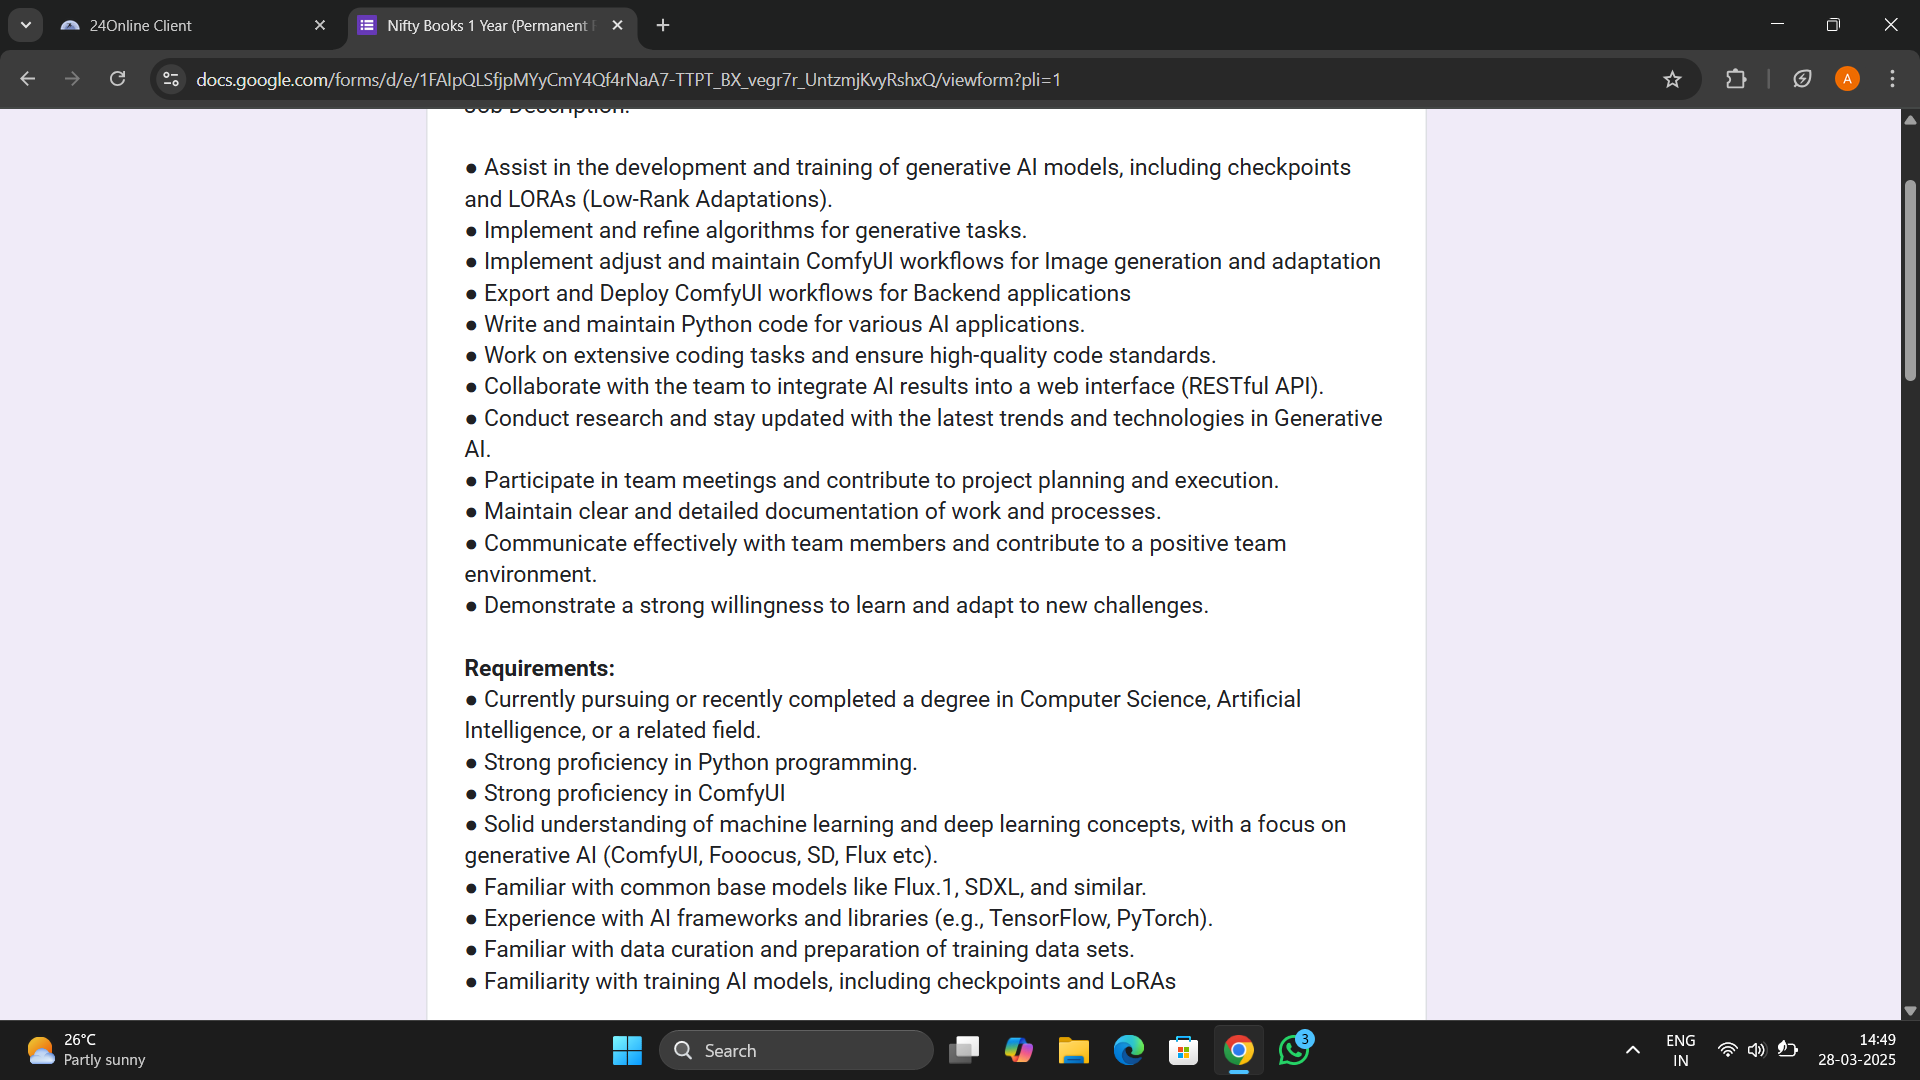 24Online Client
Nifty Books 1 Year (Permanent
docs.google.com/forms/d/e/1FAIpQLSfjpMYyCmY4Qf4rNaA7-TTPT_BX_vegr7r_UntzmjKvyRshxQ/viewform?pli=1
A
Job Description:
● Assist in the development and training of generative AI models, including checkpoints
and LORAs (Low-Rank Adaptations).
● Implement and refine algorithms for generative tasks.
● Implement adjust and maintain ComfyUI workflows for Image generation and adaptation
● Export and Deploy ComfyUI workflows for Backend applications
● Write and maintain Python code for various AI applications.
● Work on extensive coding tasks and ensure high-quality code standards.
● Collaborate with the team to integrate AI results into a web interface (RESTful API).
● Conduct research and stay updated with the latest trends and technologies in Generative
AI.
● Participate in team meetings and contribute to project planning and execution.
● Maintain clear and detailed documentation of work and processes.
● Communicate effectively with team members and contribute to a positive team
environment.
● Demonstrate a strong willingness to learn and adapt to new challenges.
Requirements:
● Currently pursuing or recently completed a degree in Computer Science, Artificial
Intelligence, or a related field.
● Strong proficiency in Python programming.
● Strong proficiency in ComfyUI
● Solid understanding of machine learning and deep learning concepts, with a focus on
generative AI (ComfyUI, Fooocus, SD, Flux etc).
● Familiar with common base models like Flux.1, SDXL, and similar.
● Experience with AI frameworks and libraries (e.g., TensorFlow, PyTorch).
● Familiar with data curation and preparation of training data sets.
● Familiarity with training AI models, including checkpoints and LoRAs
26°C
Partly sunny
Search
3
ENG
IN
14:49
28-03-2025